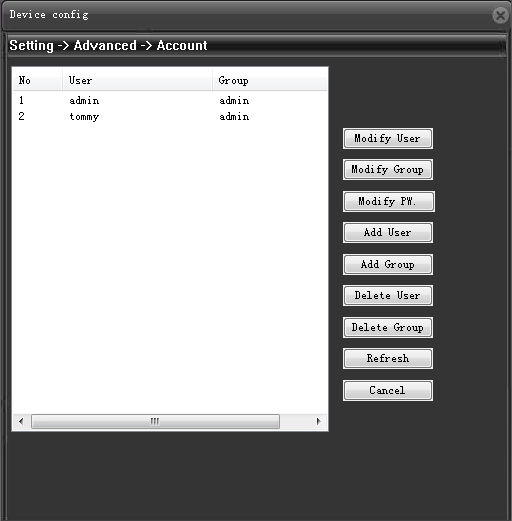 Device config
Setting -> Advanced -> Account
No User Group
1 admin admin
2 tommy admin
Modify User
Modify Group
Modify PW.
Add User
Add Group
Delete User
Delete Group
Refresh
Cancel